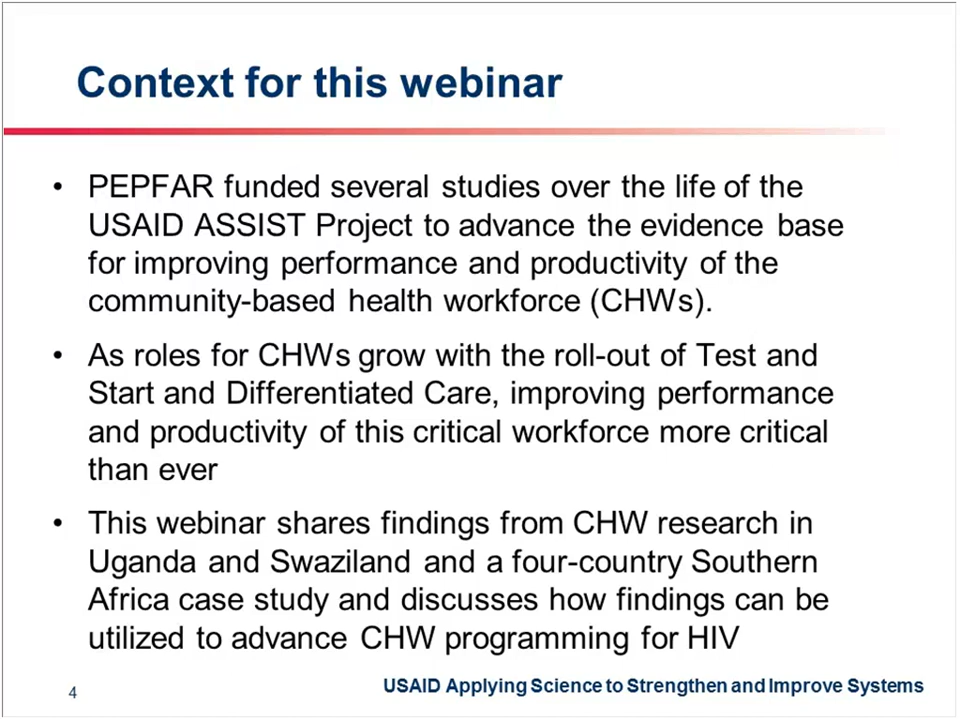 Context for this webinar
• PEPFAR funded several studies over the life of the
USAID ASSIST Project to advance the evidence base
for improving performance and productivity of the
community-based health workforce (CHWs).
• As roles for CHWs grow with the roll-out of Test and
Start and Differentiated Care, improving performance
and productivity of this critical workforce more critical
than ever
• This webinar shares findings from CHW research in
Uganda and Swaziland and a four-country Southern
Africa case study and discusses how findings can be
utilized to advance CHW programming for HIV
4
USAID Applying Science to Strengthen and Improve Systems